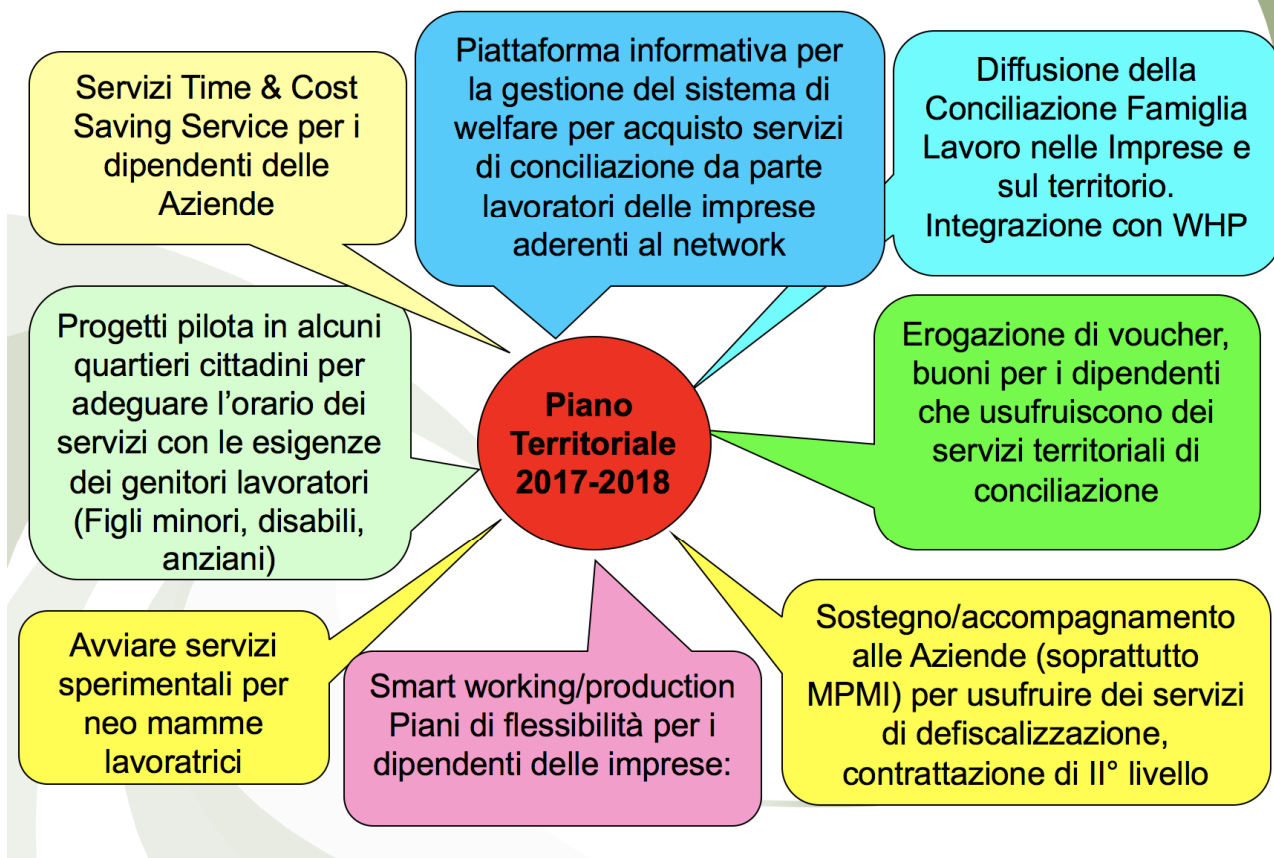 Servizi Time & Cost
Saving Service per i
dipendenti delle
Aziende
Piattaforma informativa per
la gestione del sistema di
welfare per acquisto servizi
di conciliazione da parte
lavoratori delle imprese
aderenti al network
Diffusione della
Conciliazione Famiglia
Lavoro nelle Imprese e
sul territorio.
Integrazione con WHP
Progetti pilota in alcuni
quartieri cittadini per
adeguare l’orario dei
servizi con le esigenze
dei genitori lavoratori
(Figli minori, disabili,
anziani)
Piano
Territoriale
2017-2018
Erogazione di voucher,
buoni per i dipendenti
che usufruiscono dei
servizi territoriali di
conciliazione
Avviare servizi
sperimentali per
neo mamme
lavoratrici
Smart working/production
Piani di flessibilità per i
dipendenti delle imprese:
Sostegno/accompagnamento
alle Aziende (soprattutto
MPMI) per usufruire dei servizi
di defiscalizzazione,
contrattazione di II° livello